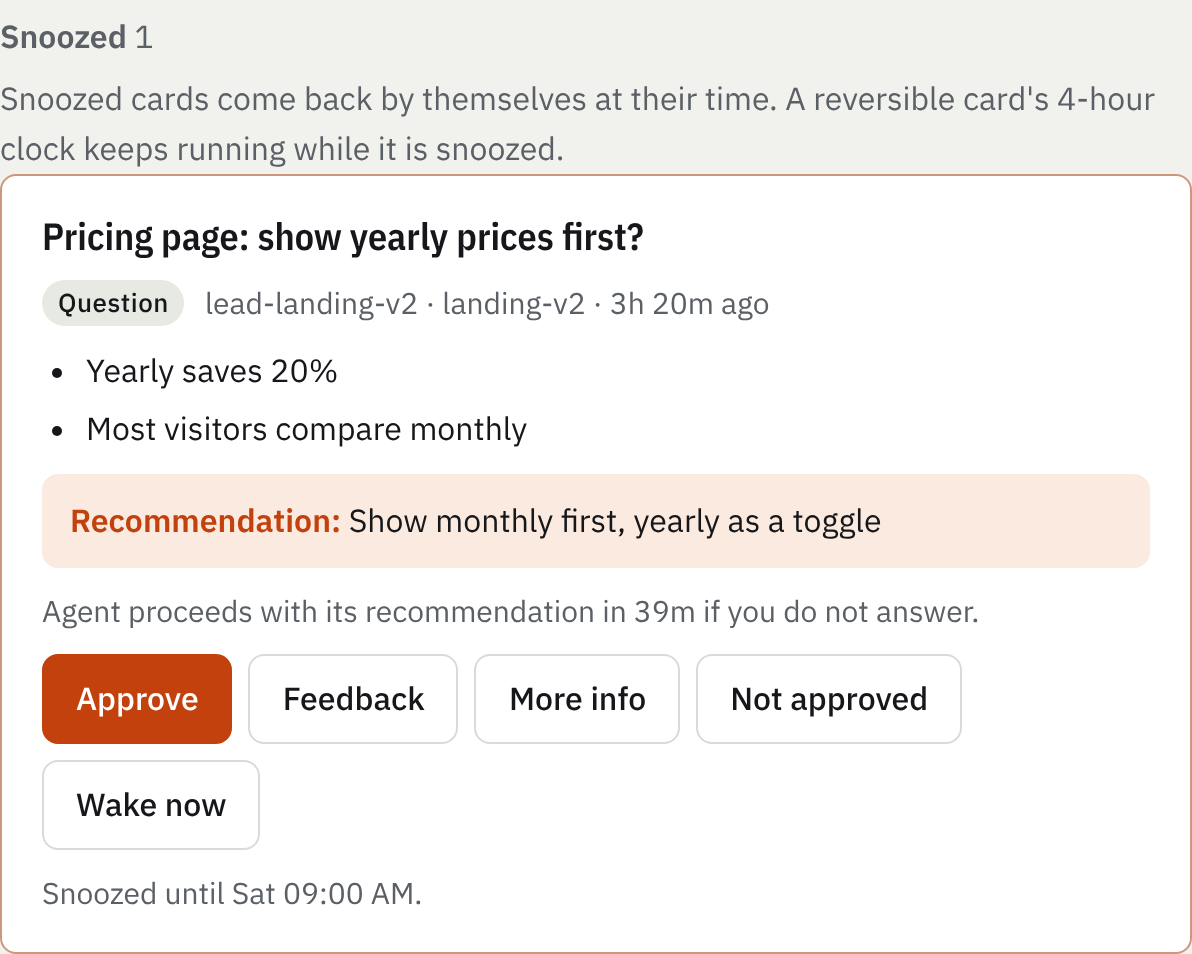 Snoozed 1
Snoozed cards come back by themselves at their time. A reversible card's 4-hour
clock keeps running while it is snoozed.
Pricing page: show yearly prices first?
Question lead-landing-v2 · landing-v2 · 3h 20m ago
• Yearly saves 20%
• Most visitors compare monthly
Recommendation: Show monthly first, yearly as a toggle
Agent proceeds with its recommendation in 39m if you do not answer.
Approve Feedback More info Not approved
Wake now
Snoozed until Sat 09:00 AM.